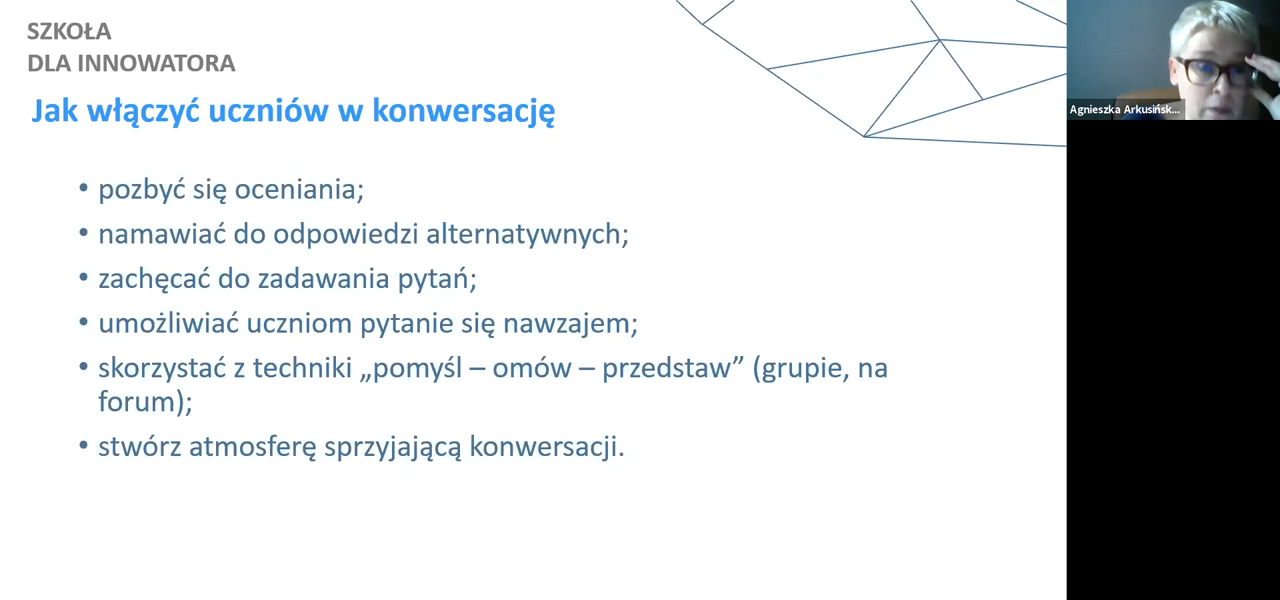 SZKOŁA
DLA INNOWATORA
Jak włączyć uczniów w konwersację
• pozbyć się oceniania;
• namawiać do odpowiedzi alternatywnych;
• zachęcać do zadawania pytań;
• umożliwiać uczniom pytanie się nawzajem;
• skorzystać z techniki „pomyśl – omów – przedstaw” (grupie, na
forum);
• stwórz atmosferę sprzyjającą konwersacji.
Agnieszka Arkusińsk...